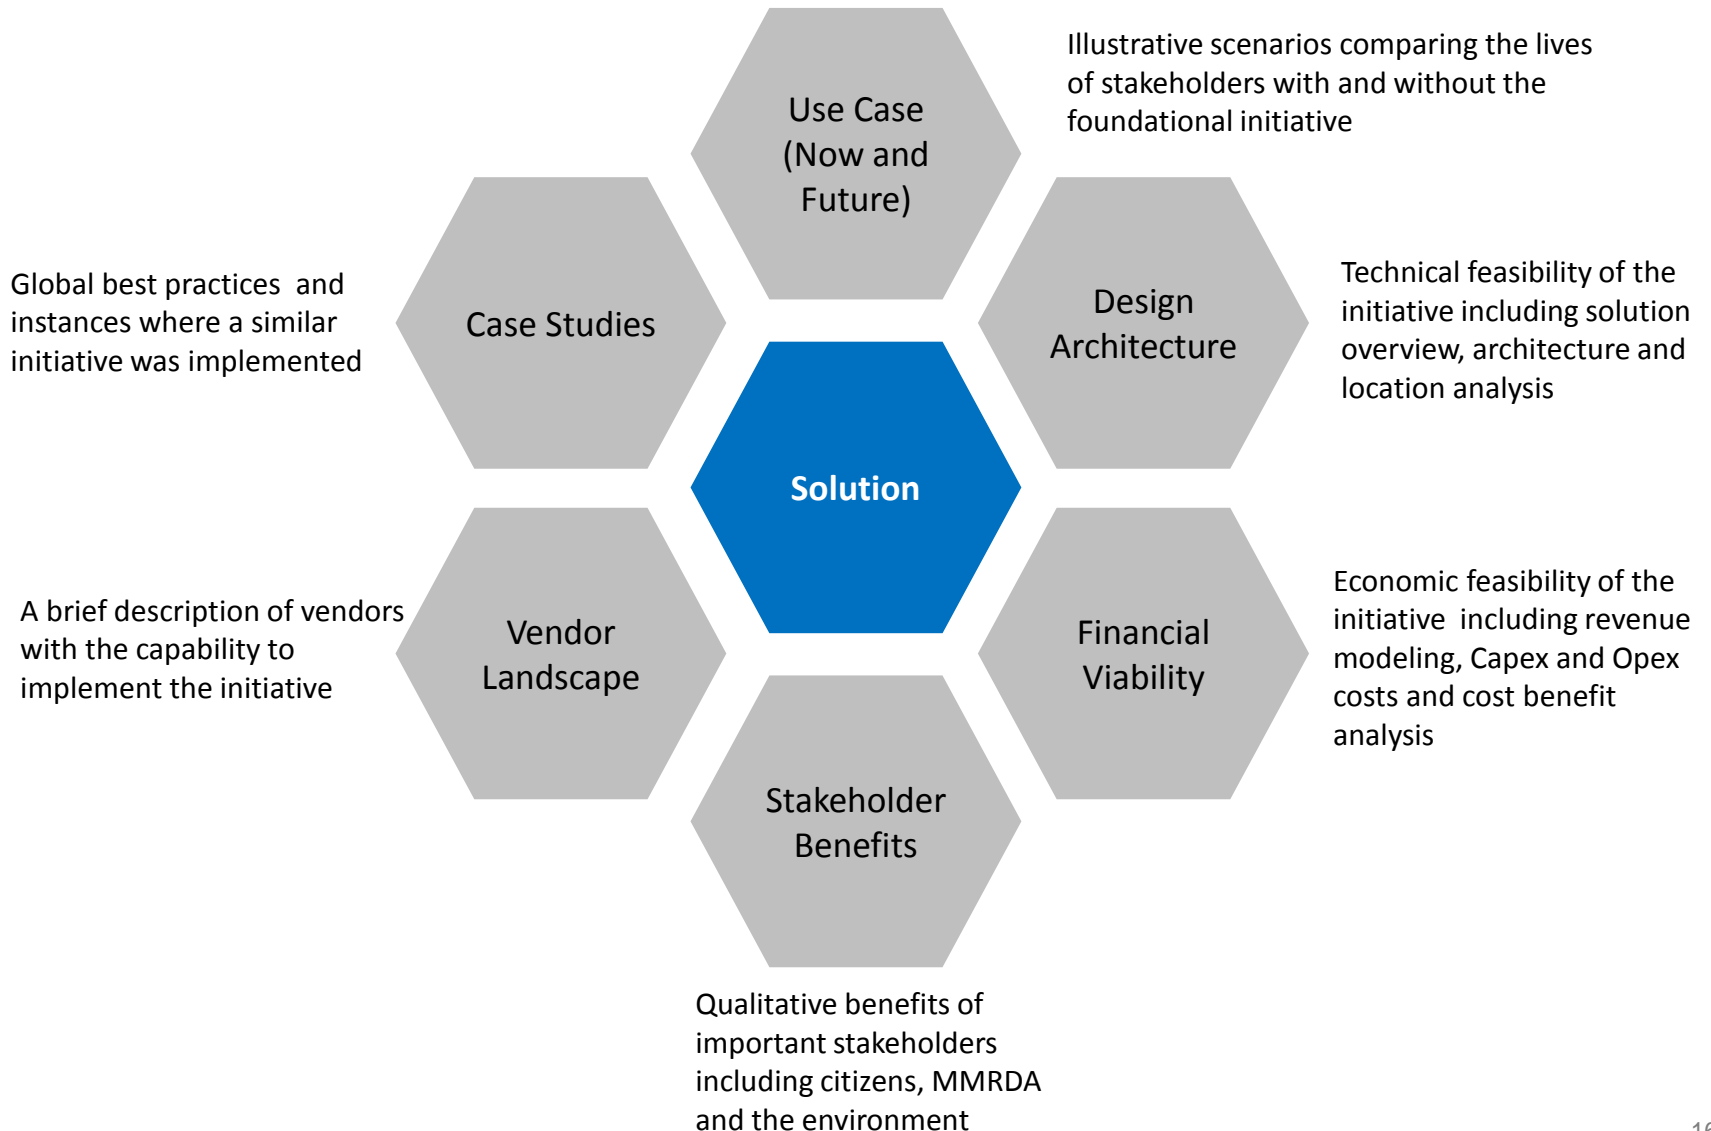 Use Case
(Now and
Future)
Illustrative scenarios comparing the lives
of stakeholders with and without the
foundational initiative
Design
Architecture
Technical feasibility of the
initiative including solution
overview, architecture and
location analysis
Case Studies
Global best practices  and
instances where a similar
initiative was implemented
Solution
Financial
Viability
Economic feasibility of the
initiative  including revenue
modeling, Capex and Opex
costs and cost benefit
analysis
Vendor
Landscape
A brief description of vendors
with the capability to
implement the initiative
Stakeholder
Benefits
Qualitative benefits of
important stakeholders
including citizens, MMRDA
and the environment